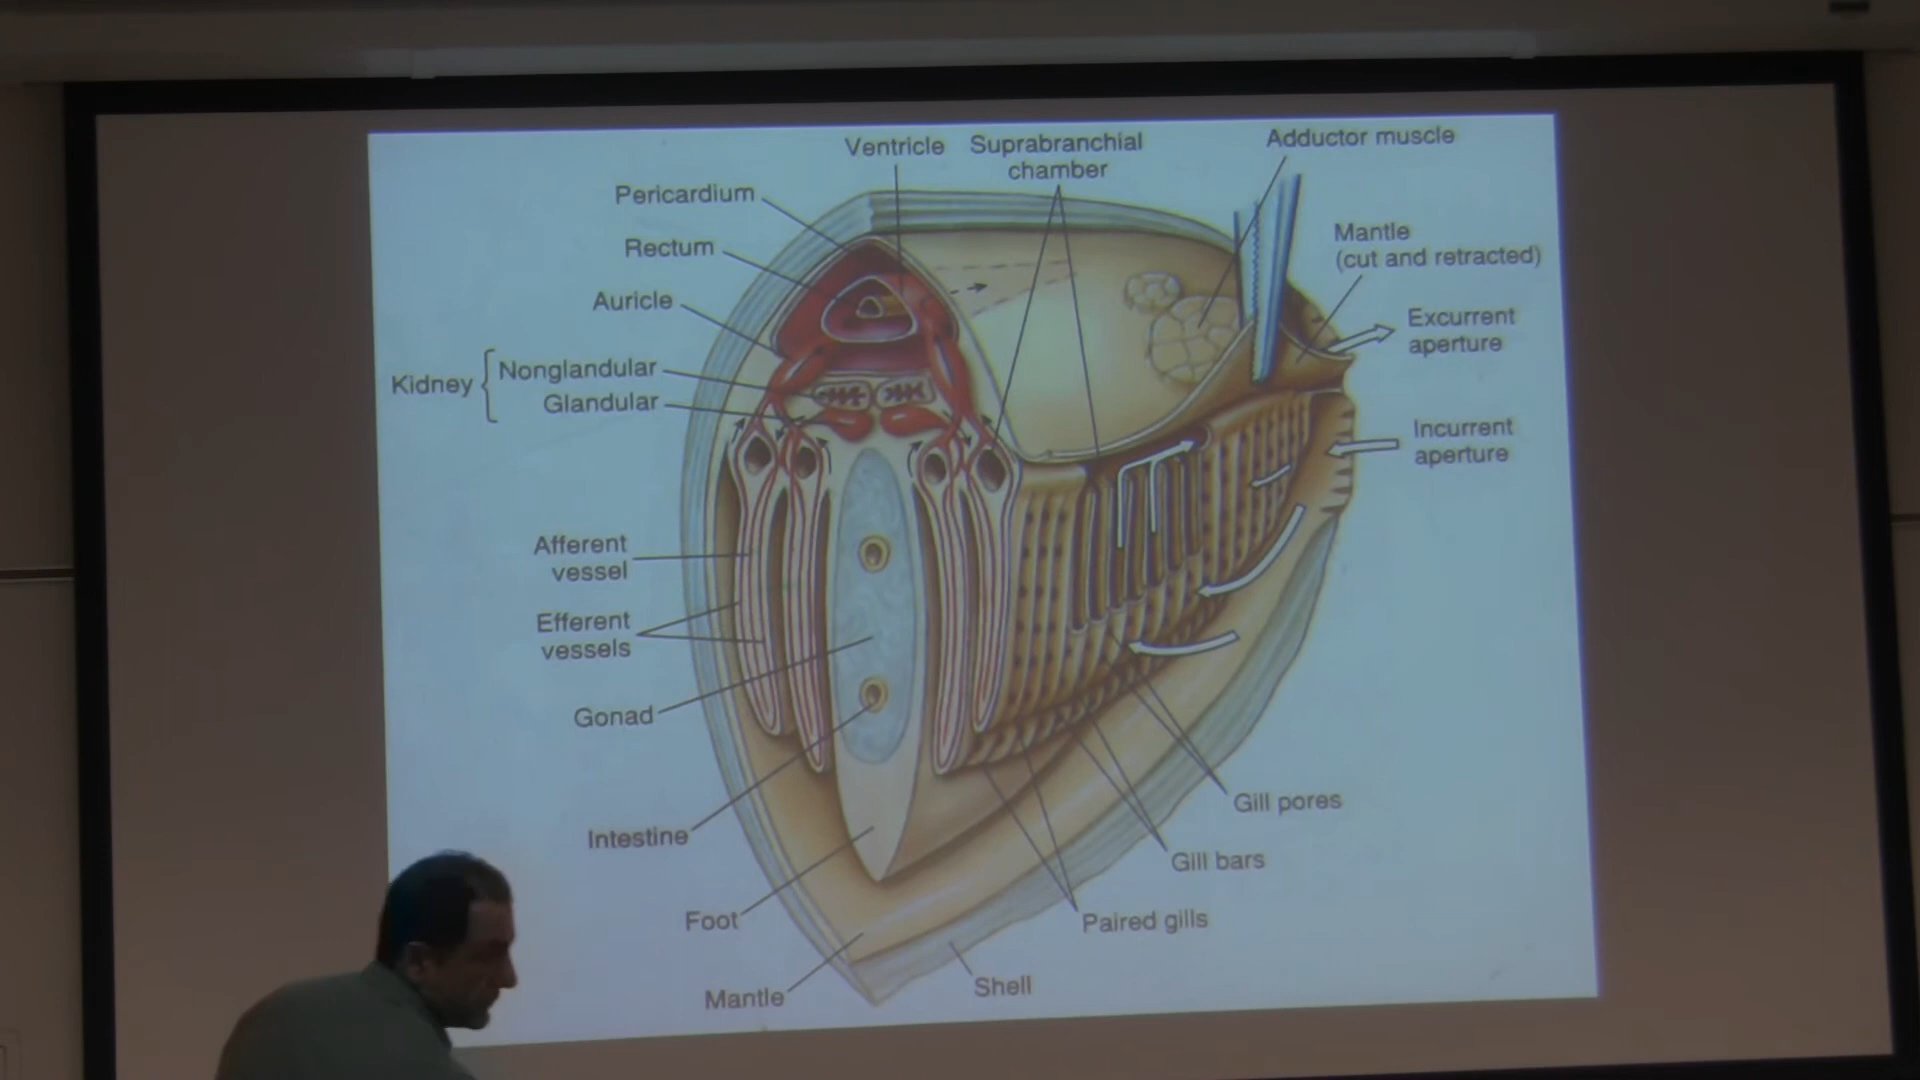 Ventricle
Suprabranchial
chamber
Adductor muscle
Pericardium
Rectum
Auricle
Mantle
(cut and retracted)
Excurrent
aperture
Kidney
Nonglandular
Glandular
Incurrent
aperture
Afferent
vessel
Efferent
vessels
Gonad
Intestine
Foot
Mantle
Shell
Paired gills
Gill bars
Gill pores